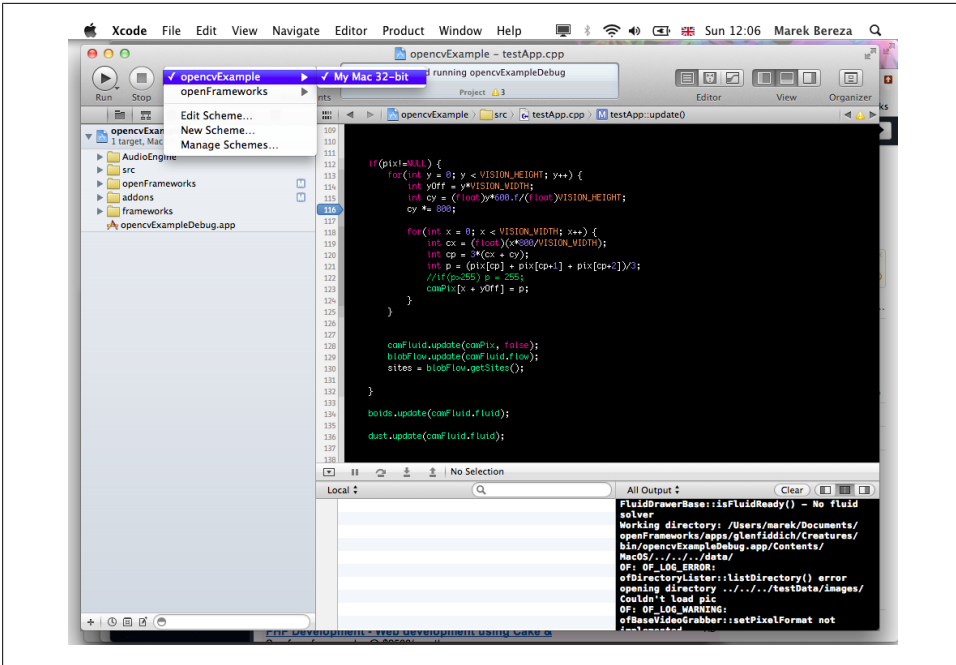 Xcode File Edit View Navigate Editor Product Window Help Sun 12:06 Marek Bereza
opencvExample – testApp.cpp
Run Stop
✓ opencvExample
openFrameworks
Edit Scheme...
New Scheme...
Manage Schemes...
✓ My Mac 32-bit
d running opencvExampleDebug
nts Project 3
Editor View Organizer
opencvExample src testApp.cpp M testApp::update()
opencvExam
1 target, Mac
AudioEngine
src
openFrameworks M
addons M
frameworks
opencvExampleDebug.app
109
110
111
112 if(pix!=NULL) {
113 for(int y = 0; y < VISION_HEIGHT; y++) {
114 int yOff = y*VISION_WIDTH;
115 int cy = (float)y*600.f/(float)VISION_HEIGHT;
116 cy *= 800;
117
118 for(int x = 0; x < VISION_WIDTH; x++) {
119 int cx = (float)(x*800/VISION_WIDTH);
120 int cp = 3*(cx + cy);
121 int p = (pix[cp] + pix[cp+1] + pix[cp+2])/3;
122 //if(p>255) p = 255;
123 camPix[x + yOff] = p;
124 }
125 }
126
127
128 camFluid.update(camPix, false);
129 blobFlow.update(camFluid.flow);
130 sites = blobFlow.getSites();
131
132 }
133
134 boids.update(camFluid.fluid);
135
136 dust.update(camFluid.fluid);
137
138
No Selection
Local
All Output Clear
FluidDrawerBase::isFluidReady() – No fluid
solver
Working directory: /Users/marek/Documents/
openFrameworks/apps/glenfiddich/Creatures/
bin/opencvExampleDebug.app/Contents/
MacOS/../../../data/
OF: OF_LOG_ERROR:
ofDirectoryLister::listDirectory() error
opening directory ../../../testData/images/
Couldn't load pic
OF: OF_LOG_WARNING:
ofBaseVideoGrabber::setPixelFormat not
implemented
PHP Development - Web development using Cake &